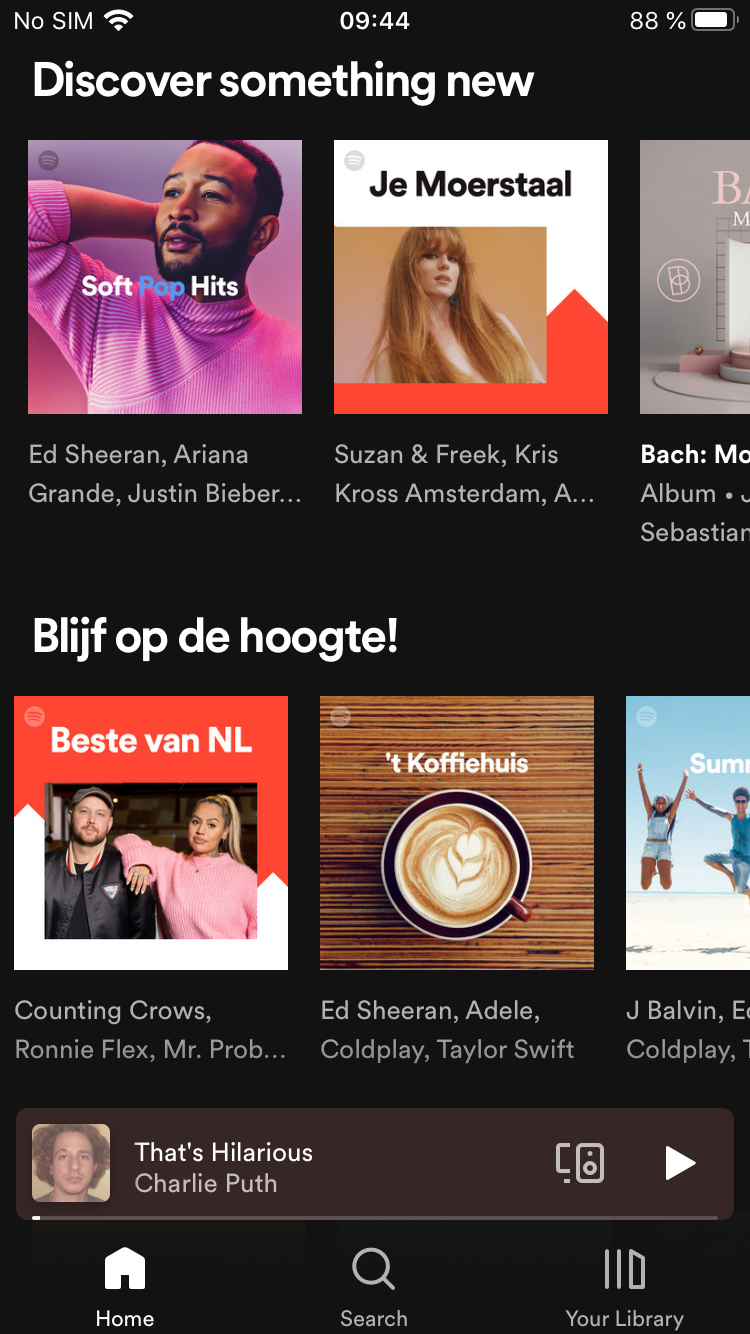 No SIM 09:44 88 %
Discover something new
Soft Pop Hits
Je Moerstaal
Ed Sheeran, Ariana
Grande, Justin Bieber...
Suzan & Freek, Kris
Kross Amsterdam, A...
Bach: Mo
Album • J
Sebastian
Blijf op de hoogte!
Beste van NL
't Koffiehuis
Summ
Counting Crows,
Ronnie Flex, Mr. Prob...
Ed Sheeran, Adele,
Coldplay, Taylor Swift
J Balvin, Ed
Coldplay, T
That's Hilarious
Charlie Puth
Home
Search
Your Library